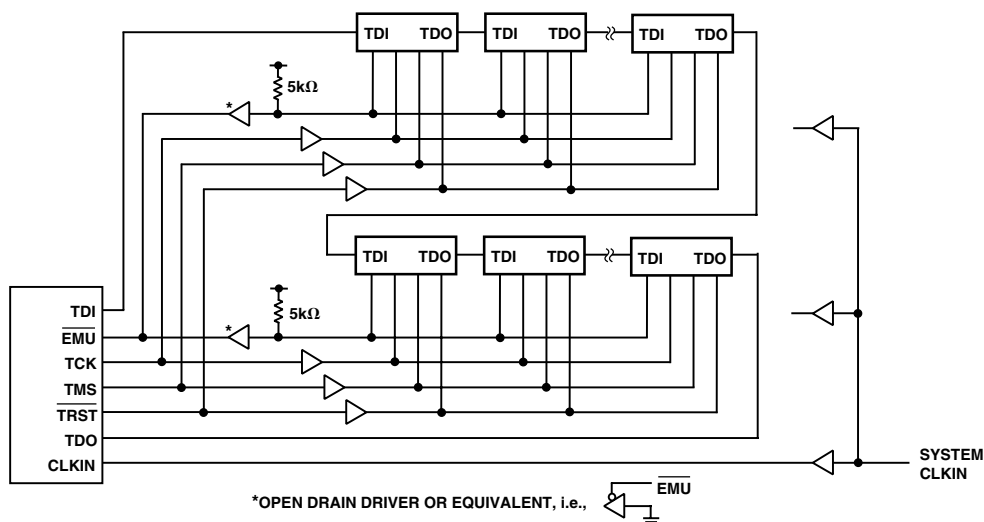 TDI TDO TDI TDO TDI TDO
5kΩ
*
TDI TDO TDI TDO TDI TDO
5kΩ
*
TDI
EMU
TCK
TMS
TRST
TDO
CLKIN
SYSTEM
CLKIN
*OPEN DRAIN DRIVER OR EQUIVALENT, i.e., EMU